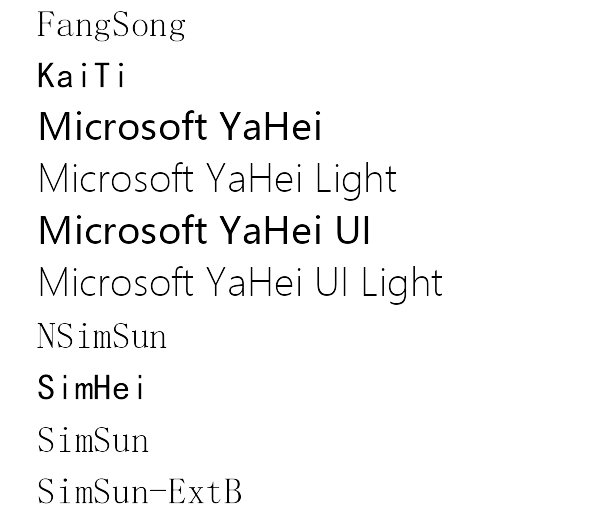 FangSong
KaiTi
Microsoft YaHei
Microsoft YaHei Light
Microsoft YaHei UI
Microsoft YaHei UI Light
NSimSun
SimHei
SimSun
SimSun-ExtB